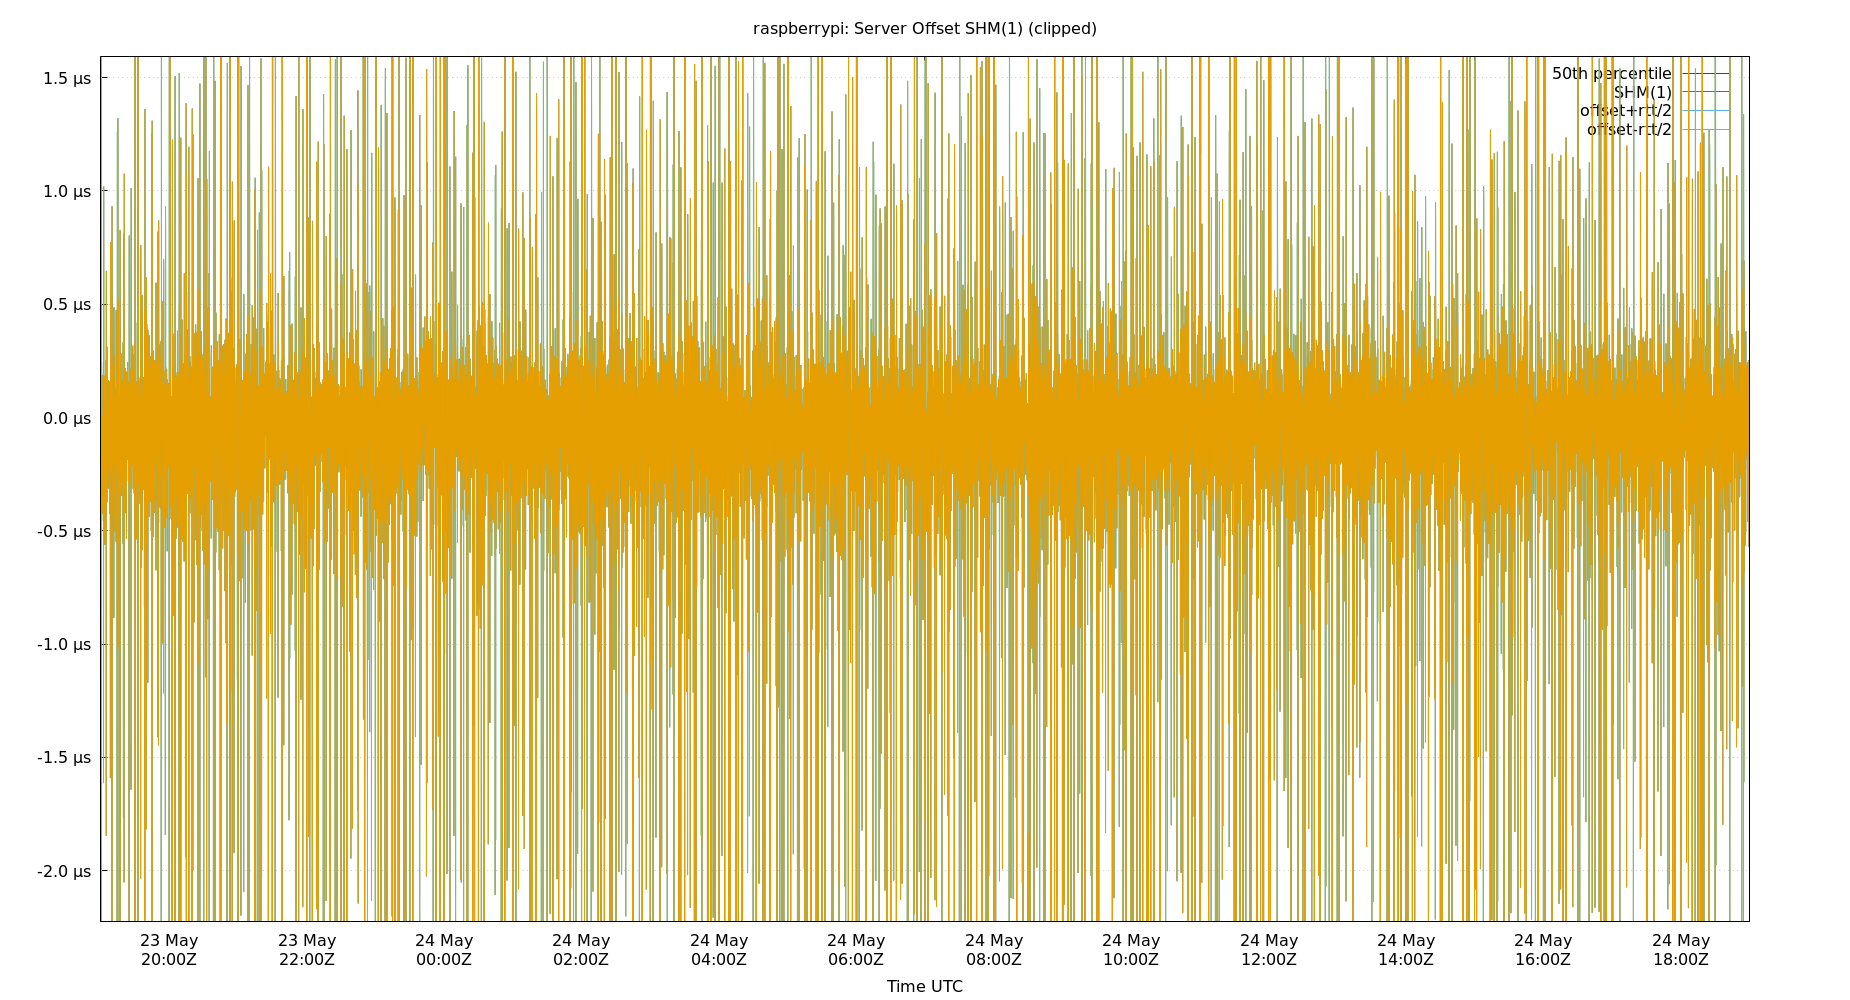 raspberrypi: Server Offset SHM(1) (clipped)
1.5 µs
1.0 µs
0.5 µs
0.0 µs
-0.5 µs
-1.0 µs
-1.5 µs
-2.0 µs
50th percentile
SHM(1)
offset+rtt/2
offset-rtt/2
23 May 23 May 24 May 24 May 24 May 24 May 24 May 24 May 24 May 24 May 24 May 24 May
20:00Z 22:00Z 00:00Z 02:00Z 04:00Z 06:00Z 08:00Z 10:00Z 12:00Z 14:00Z 16:00Z 18:00Z
Time UTC